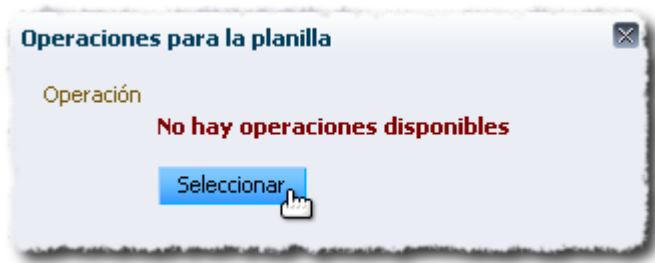 Operaciones para la planilla
Operación
No hay operaciones disponibles
Seleccionar